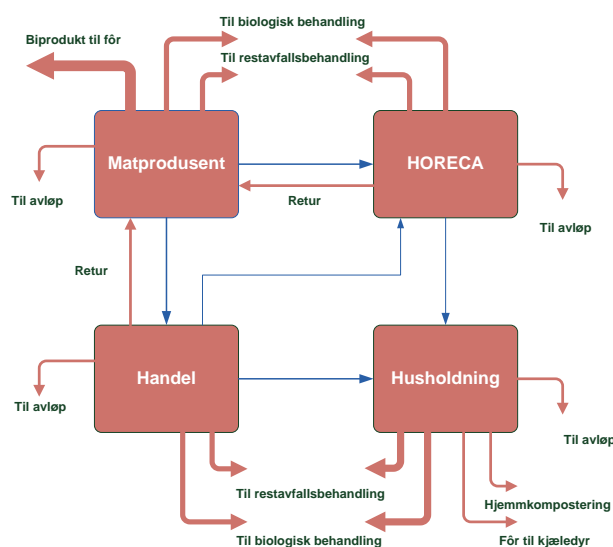 Til biologisk behandling
Biprodukt til fôr
Til restavfallsbehandling
Matprodusent
HORECA
Til avløp
Retur
Til avløp
Retur
Handel
Husholdning
Til avløp
Til avløp
Til restavfallsbehandling
Hjemmkompostering
Til biologisk behandling
Fôr til kjæledyr